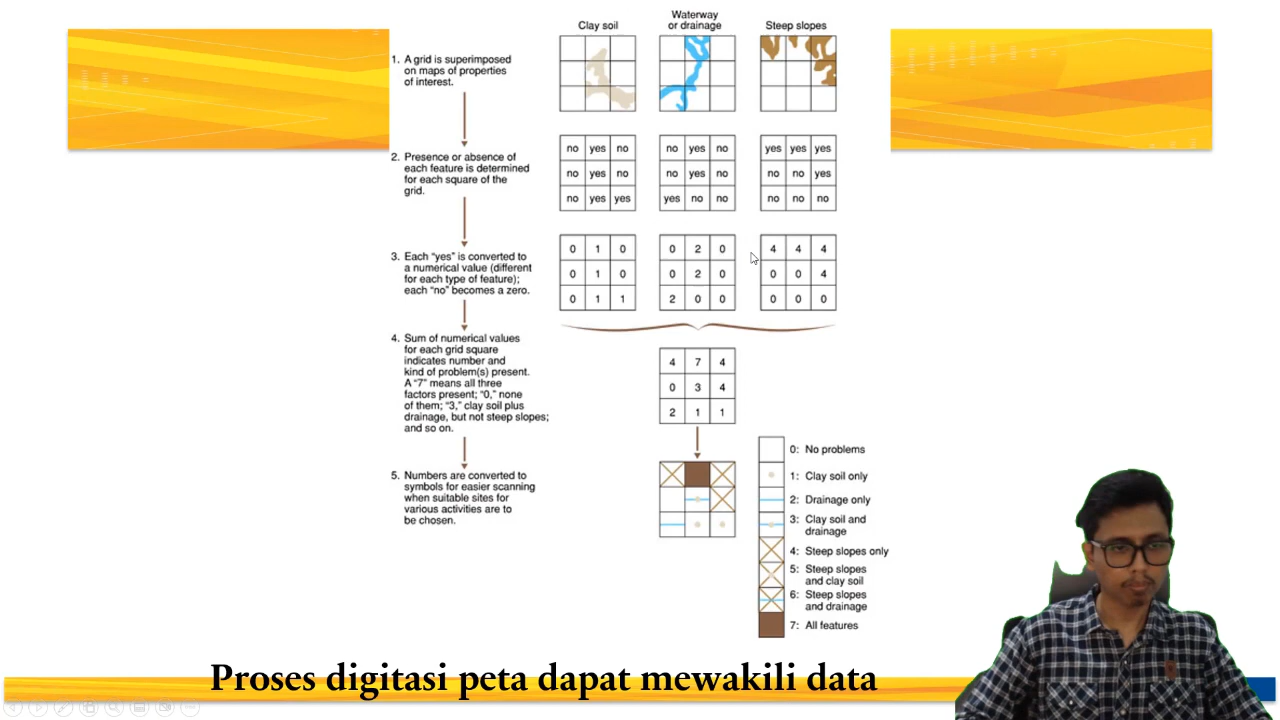 Clay soil
Waterway
or drainage
Steep slopes
1. A grid is superimposed
on maps of properties
of interest.
2. Presence or absence of
each feature is determined
for each square of the
grid.
no yes no
no yes no
no yes yes
no yes no
no yes no
yes no no
yes yes yes
no no yes
no no no
3. Each “yes” is converted to
a numerical value (different
for each type of feature);
each “no” becomes a zero.
0 1 0
0 1 0
0 1 1
0 2 0
0 2 0
2 0 0
4 4 4
0 0 4
0 0 0
4. Sum of numerical values
for each grid square
indicates number and
kind of problem(s) present.
A “7” means all three
factors present; “0,” none
of them; “3,” clay soil plus
drainage, but not steep slopes;
and so on.
4 7 4
0 3 4
2 1 1
5. Numbers are converted to
symbols for easier scanning
when suitable sites for
various activities are to
be chosen.
0: No problems
1: Clay soil only
2: Drainage only
3: Clay soil and
drainage
4: Steep slopes only
5: Steep slopes
and clay soil
6: Steep slopes
and drainage
7: All features
Proses digitasi peta dapat mewakili data